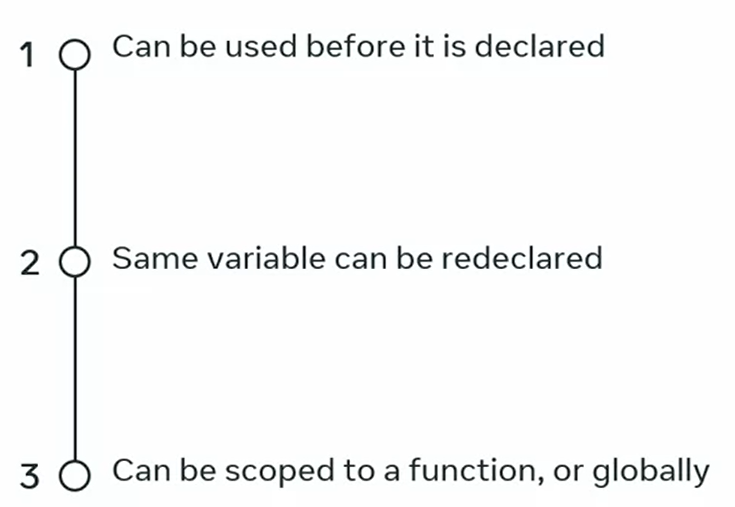 1 Can be used before it is declared
2 Same variable can be redeclared
3 Can be scoped to a function, or globally